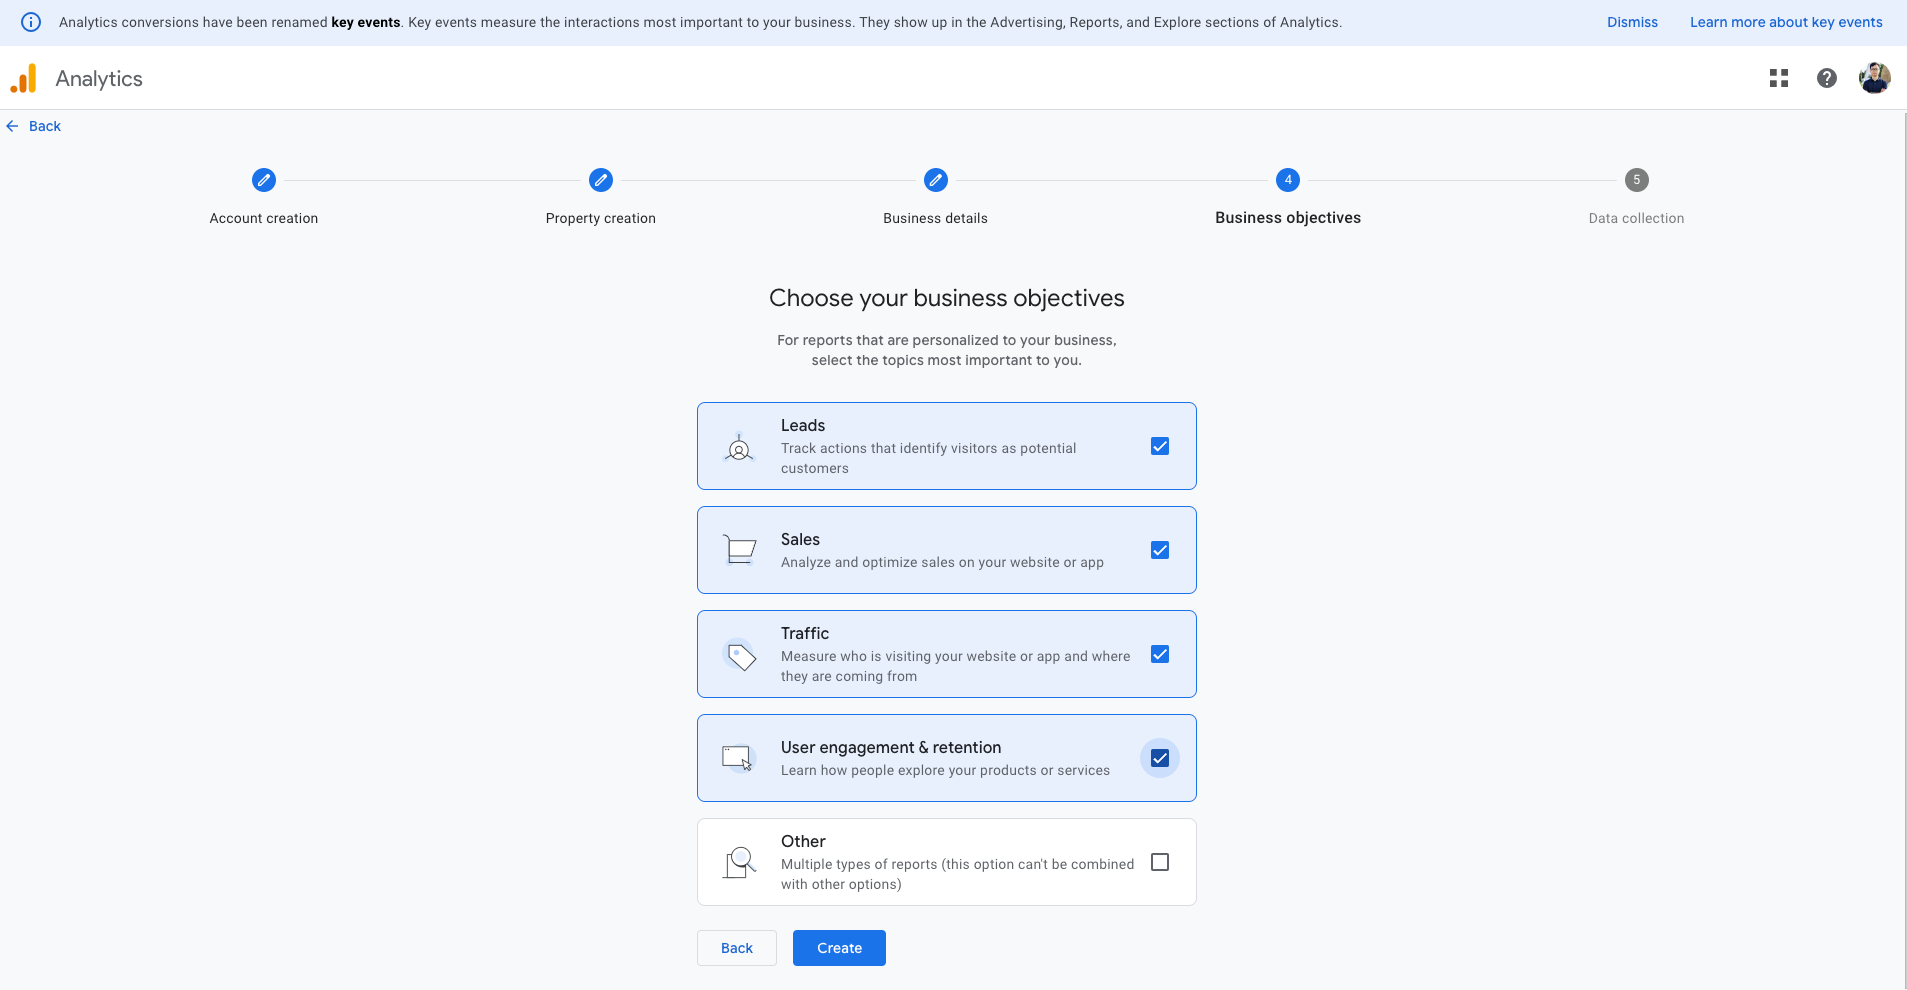 Analytics conversions have been renamed key events. Key events measure the interactions most important to your business. They show up in the Advertising, Reports, and Explore sections of Analytics.
Dismiss
Learn more about key events
Analytics
Back
4
5
Account creation
Property creation
Business details
Business objectives
Data collection
Choose your business objectives
For reports that are personalized to your business,
select the topics most important to you.
Leads
Track actions that identify visitors as potential
customers
Sales
Analyze and optimize sales on your website or app
Traffic
Measure who is visiting your website or app and where
they are coming from
User engagement & retention
Learn how people explore your products or services
Other
Multiple types of reports (this option can't be combined
with other options)
Back
Create